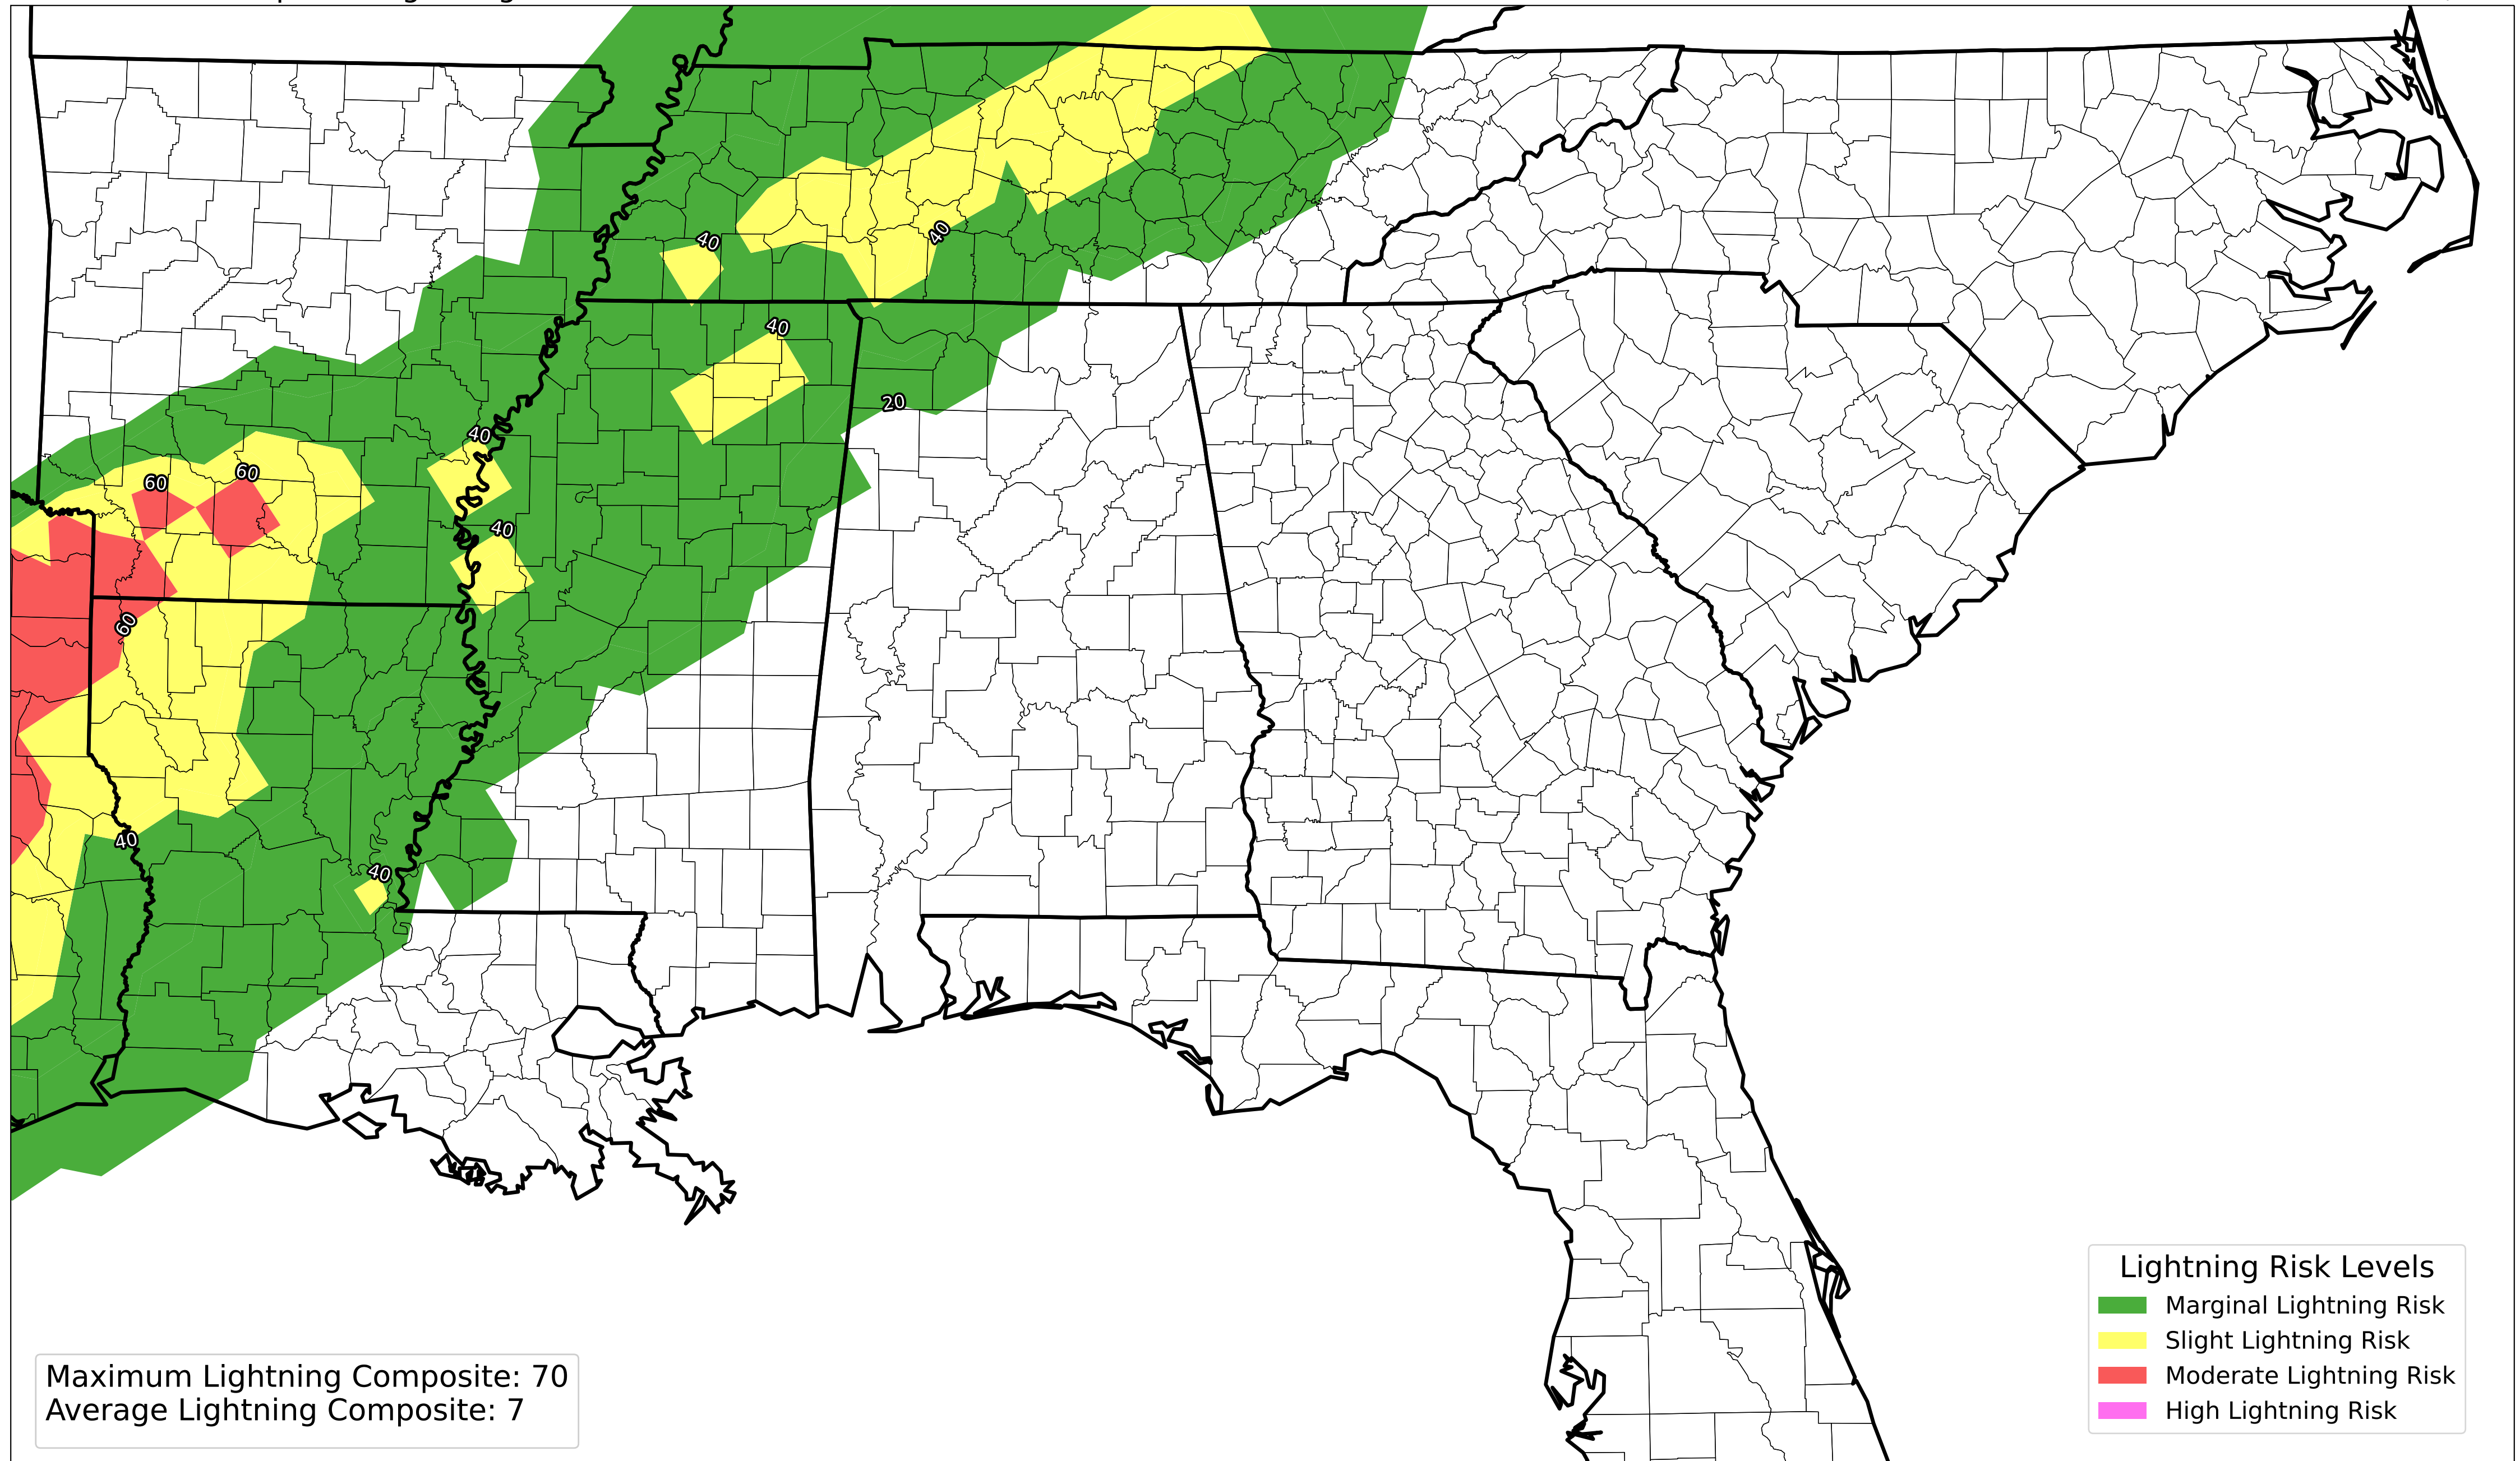 40
40
40
20
40
60
60
40
60
40
40
Lightning Risk Levels
Marginal Lightning Risk
Slight Lightning Risk
Moderate Lightning Risk
High Lightning Risk
Maximum Lightning Composite: 70
Average Lightning Composite: 7